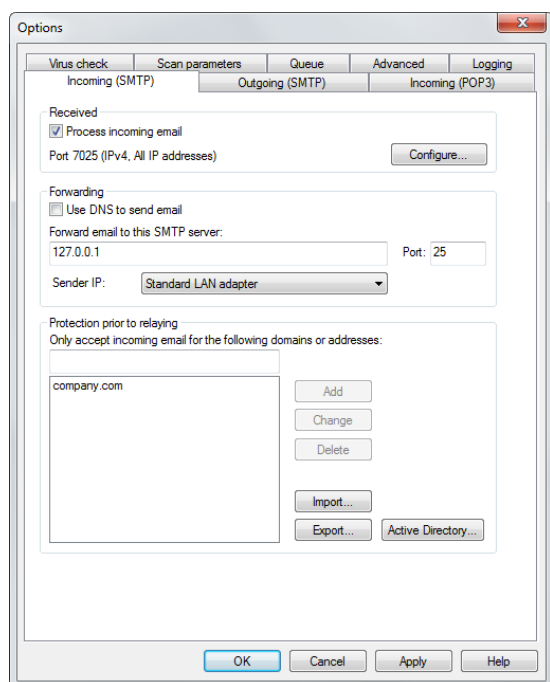 Options
Virus check Scan parameters Queue Advanced Logging
Incoming (SMTP) Outgoing (SMTP) Incoming (POP3)
Received
Process incoming email
Port 7025 (IPv4, All IP addresses) Configure...
Forwarding
Use DNS to send email
Forward email to this SMTP server:
127.0.0.1 Port: 25
Sender IP: Standard LAN adapter
Protection prior to relaying
Only accept incoming email for the following domains or addresses:
company.com
Add
Change
Delete
Import...
Export... Active Directory...
OK Cancel Apply Help